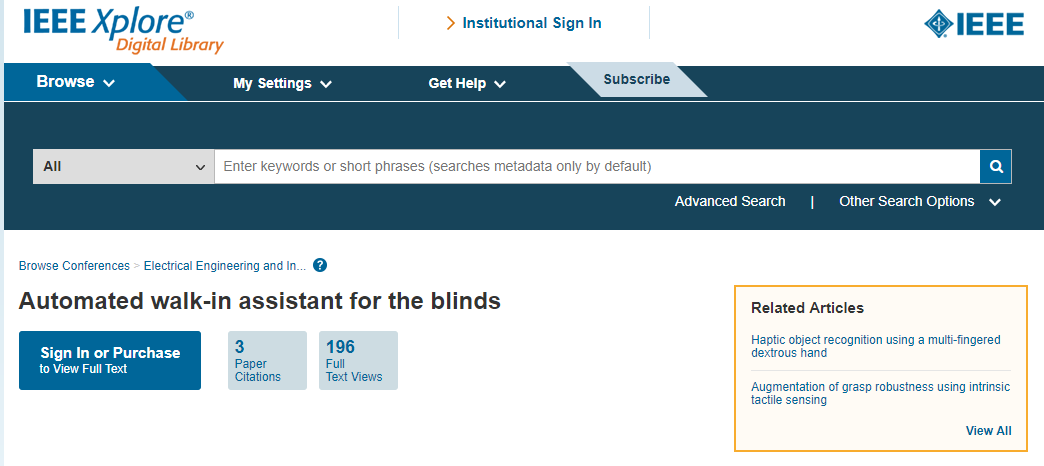 IEEE Xplore®
Digital Library
Institutional Sign In
IEEE
Browse
My Settings
Get Help
Subscribe
All
Enter keywords or short phrases (searches metadata only by default)
Advanced Search | Other Search Options
Browse Conferences > Electrical Engineering and In... ?
Automated walk-in assistant for the blinds
Sign In or Purchase
to View Full Text
3
Paper
Citations
196
Full
Text Views
Related Articles
Haptic object recognition using a multi-fingered
dextrous hand
Augmentation of grasp robustness using intrinsic
tactile sensing
View All